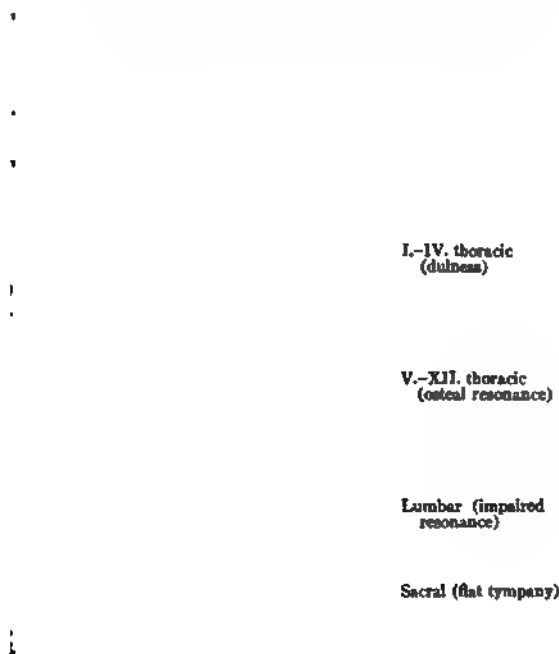 I.–IV. thoracic
(dulness)
V.–XII. thoracic
(osteal resonance)
Lumbar (impaired
resonance)
Sacral (flat tympany)